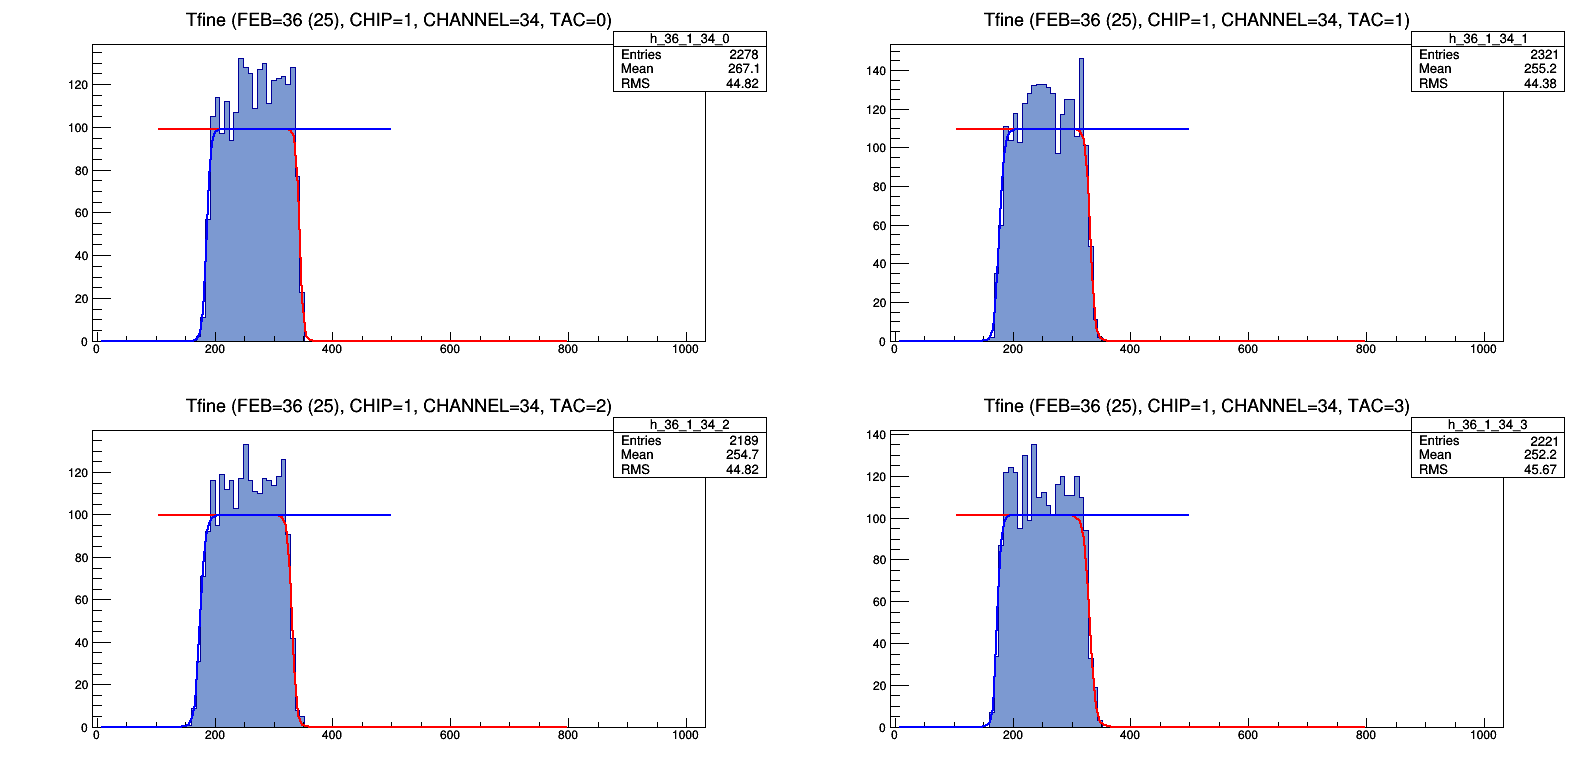 Tfine (FEB=36 (25), CHIP=1, CHANNEL=34, TAC=0)
h_36_1_34_0
Entries 2278
Mean 267.1
RMS 44.82
120
100
80
60
40
20
0
0 200 400 600 800 1000
Tfine (FEB=36 (25), CHIP=1, CHANNEL=34, TAC=1)
h_36_1_34_1
Entries 2321
Mean 255.2
RMS 44.38
140
120
100
80
60
40
20
0
0 200 400 600 800 1000
Tfine (FEB=36 (25), CHIP=1, CHANNEL=34, TAC=2)
h_36_1_34_2
Entries 2189
Mean 254.7
RMS 44.82
120
100
80
60
40
20
0
0 200 400 600 800 1000
Tfine (FEB=36 (25), CHIP=1, CHANNEL=34, TAC=3)
h_36_1_34_3
Entries 2221
Mean 252.2
RMS 45.67
140
120
100
80
60
40
20
0
0 200 400 600 800 1000